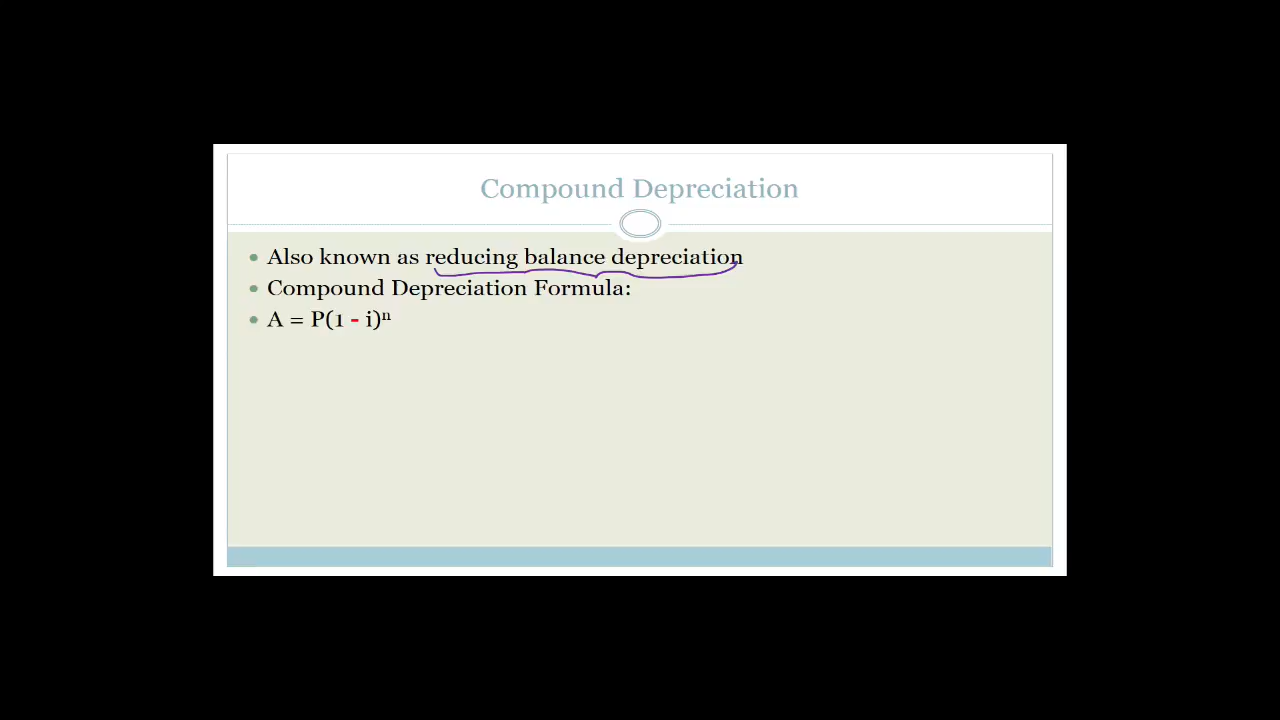 Compound Depreciation
Also known as reducing balance depreciation
Compound Depreciation Formula:
A = P(1 - i)ⁿ